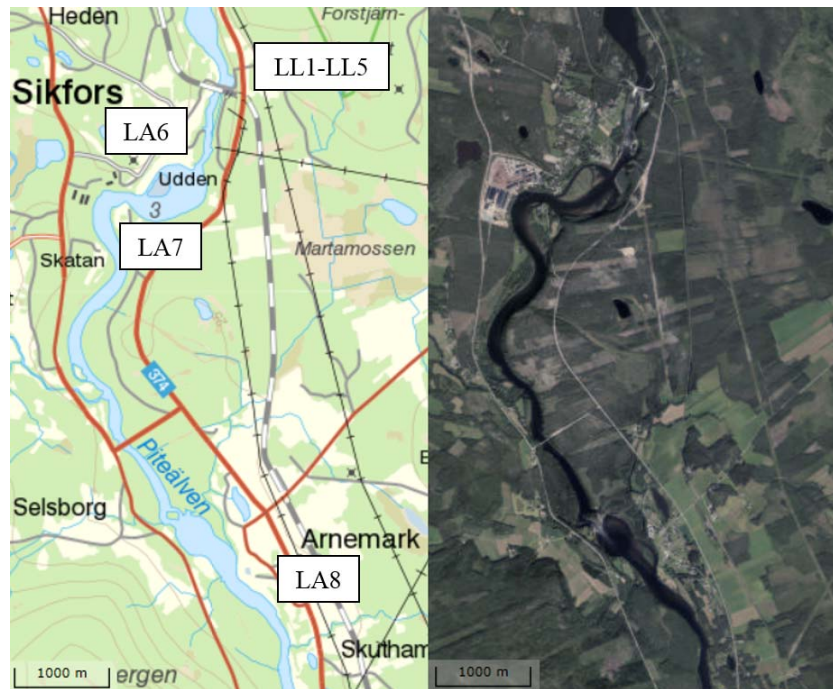 Heden
Forstjärn-
LL1-LL5
Sikfors
LA6
Udden
3
LA7
Skatan
Martamossen
374
Piteälven
Selsborg
Arnemark
LA8
Skutham
1000 m
ergen
1000 m